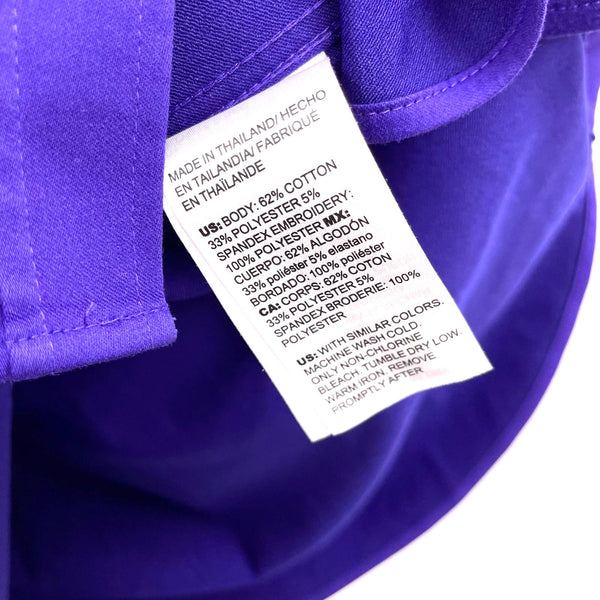 MADE IN THAILAND/ HECHO
EN TAILANDIA/ FABRIQUÉ
EN THAÏLANDE
US: BODY: 62% COTTON
33% POLYESTER 5%
SPANDEX EMBROIDERY:
100% POLYESTER MX:
CUERPO: 62% ALGODÓN
33% poliéster 5% elastano
BORDADO: 100% poliéster
CA: CORPS: 62% COTON
33% POLYESTER 5%
SPANDEX BRODERIE: 100%
POLYESTER
US: WITH SIMILAR COLORS.
MACHINE WASH COLD.
ONLY NON-CHLORINE
BLEACH. TUMBLE DRY LOW.
WARM IRON. REMOVE
PROMPTLY AFTER